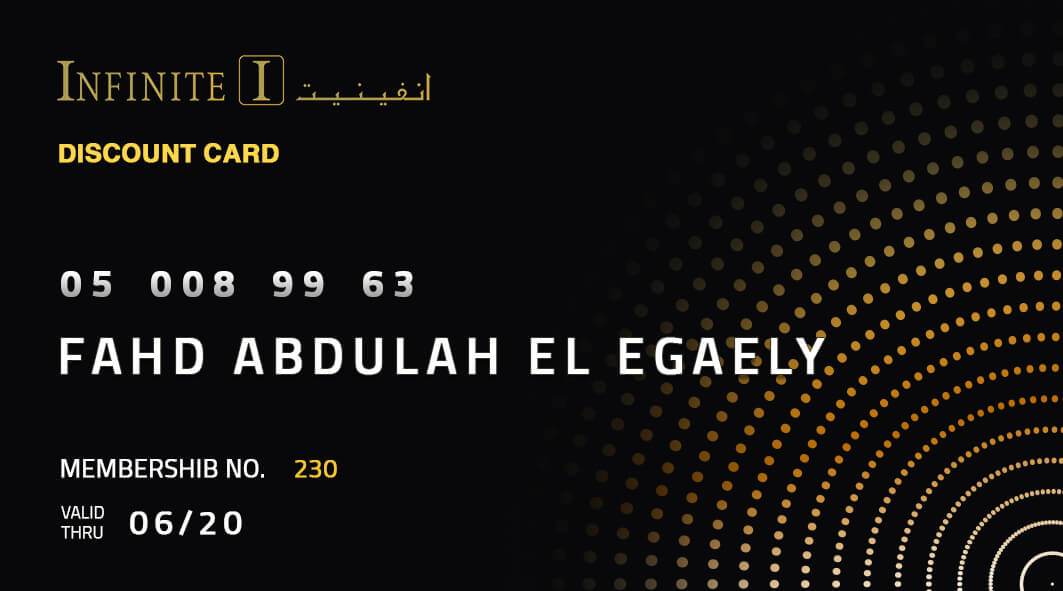 INFINITE I انفينيت
DISCOUNT CARD
05 008 99 63
FAHD ABDULAH EL EGAELY
MEMBERSHIB NO. 230
VALID
THRU 06/20